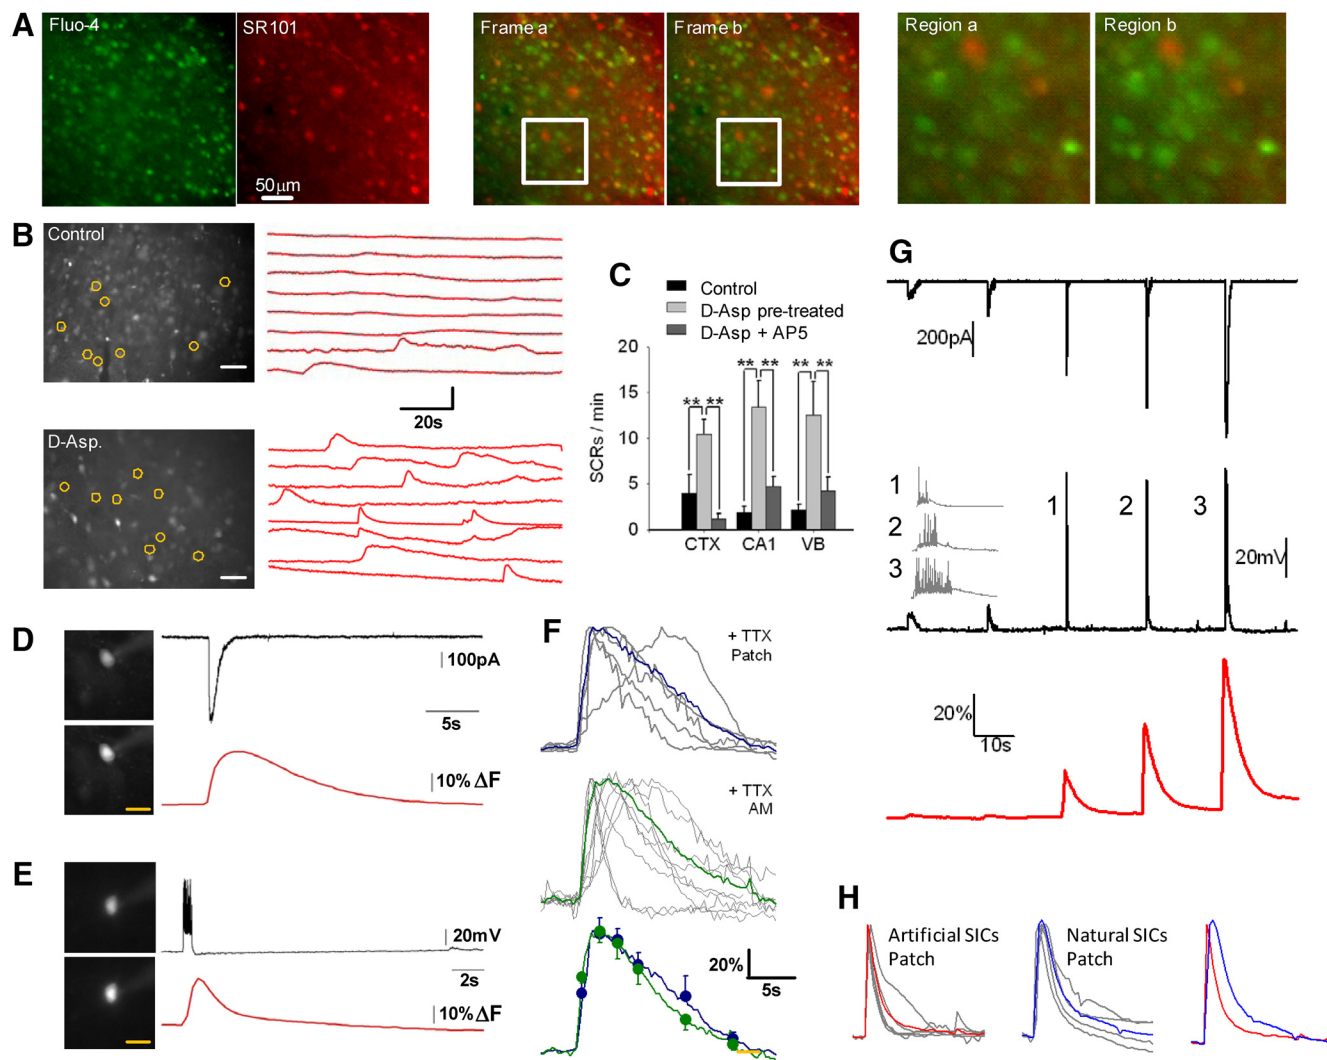 A
Fluo-4
SR101
50µm
Frame a
Frame b
Region a
Region b
B
Control
20s
D-Asp.
C
Control
D-Asp pre-treated
D-Asp + AP5
SCRs / min
20
15
10
5
0
** **
** **
** **
CTX
CA1
VB
D
100pA
5s
10% ΔF
E
20mV
2s
10% ΔF
F
+ TTX
Patch
+ TTX
AM
20%
5s
G
200pA
1
2
3
1
2
3
20mV
20%
10s
H
Artificial SICs
Patch
Natural SICs
Patch